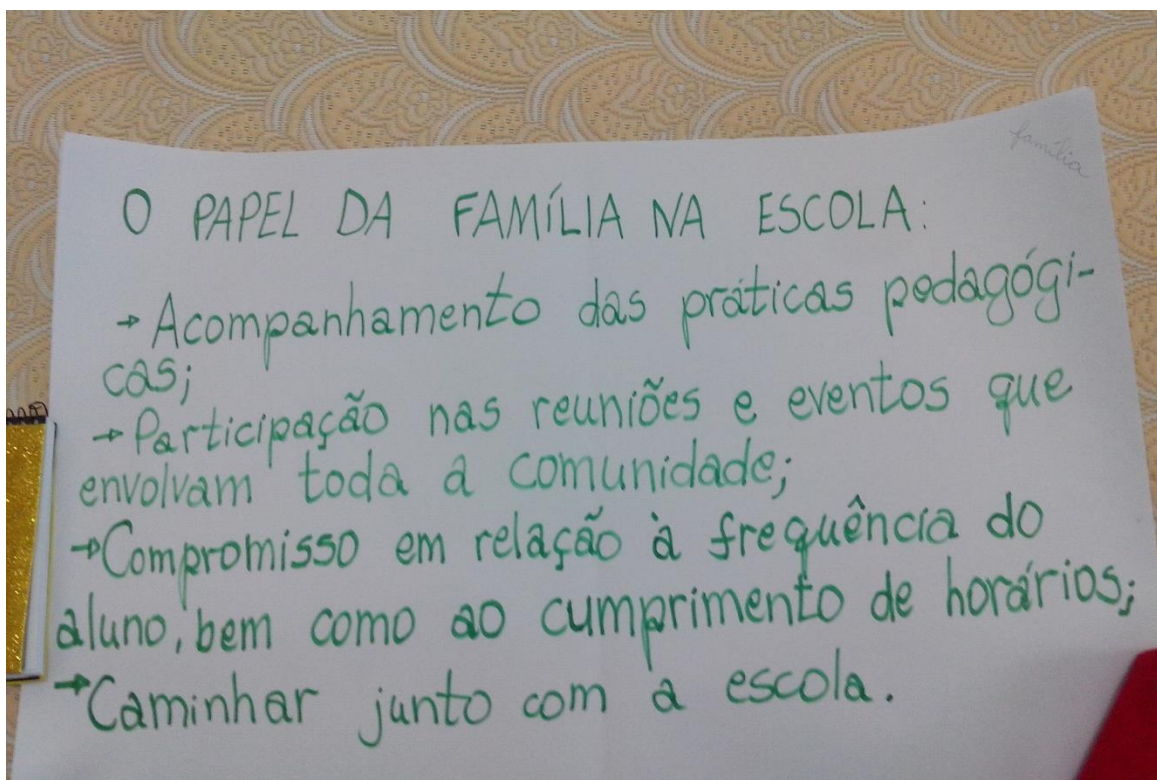 família
O PAPEL DA FAMÍLIA NA ESCOLA:
→ Acompanhamento das práticas pedagógi-
cas;
→ Participação nas reuniões e eventos que
envolvam toda a comunidade;
→ Compromisso em relação à frequência do
aluno, bem como ao cumprimento de horários;
→ Caminhar junto com a escola.